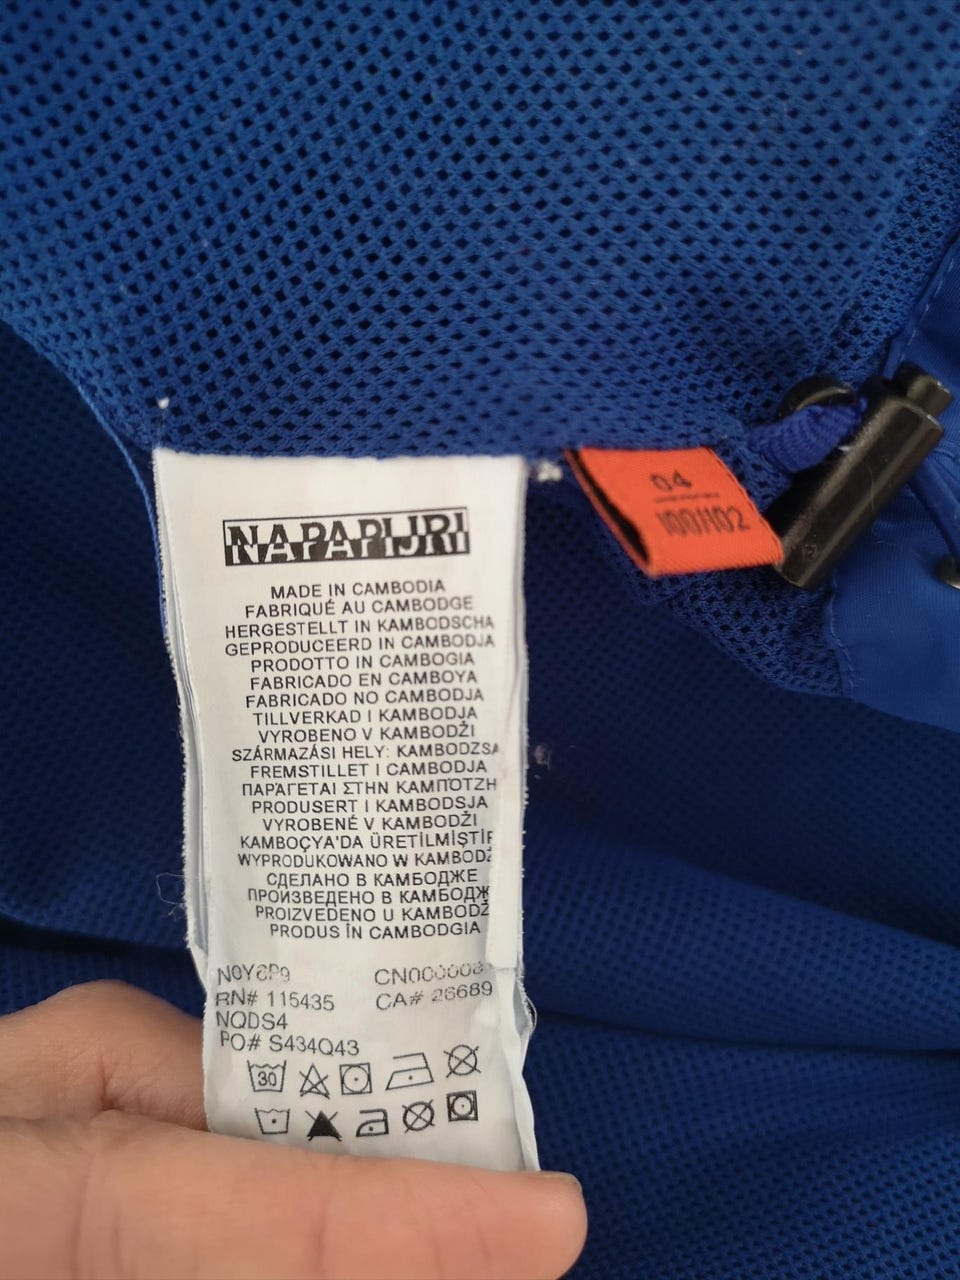 NAPAPIJRI
MADE IN CAMBODIA
FABRIQUÉ AU CAMBODGE
HERGESTELLT IN KAMBODSCHA
GEPRODUCEERD IN CAMBODJA
PRODOTTO IN CAMBOGIA
FABRICADO EN CAMBOYA
FABRICADO NO CAMBODJA
TILLVERKAD I KAMBODJA
VYROBENO V KAMBODŽI
SZÁRMAZÁSI HELY: KAMBODZSA
FREMSTILLET I CAMBODJA
ΠΑΡΑΓΕΤΑΙ ΣΤΗΝ ΚΑΜΠΟΤΖΗ
PRODUSERT I KAMBODSJA
VYROBENÉ V KAMBODŽI
KAMBOÇYA'DA ÜRETİLMİŞTİR
WYPRODUKOWANO W KAMBODŻ
СДЕЛАНО В КАМБОДЖЕ
ПРОИЗВЕДЕНО В КАМБОДЖ
PROIZVEDENO U KAMBODŽ
PRODUS ÎN CAMBODGIA
RN# 115435 CA# 26689
NQDS4
PO# S434Q43
30
04
100/102